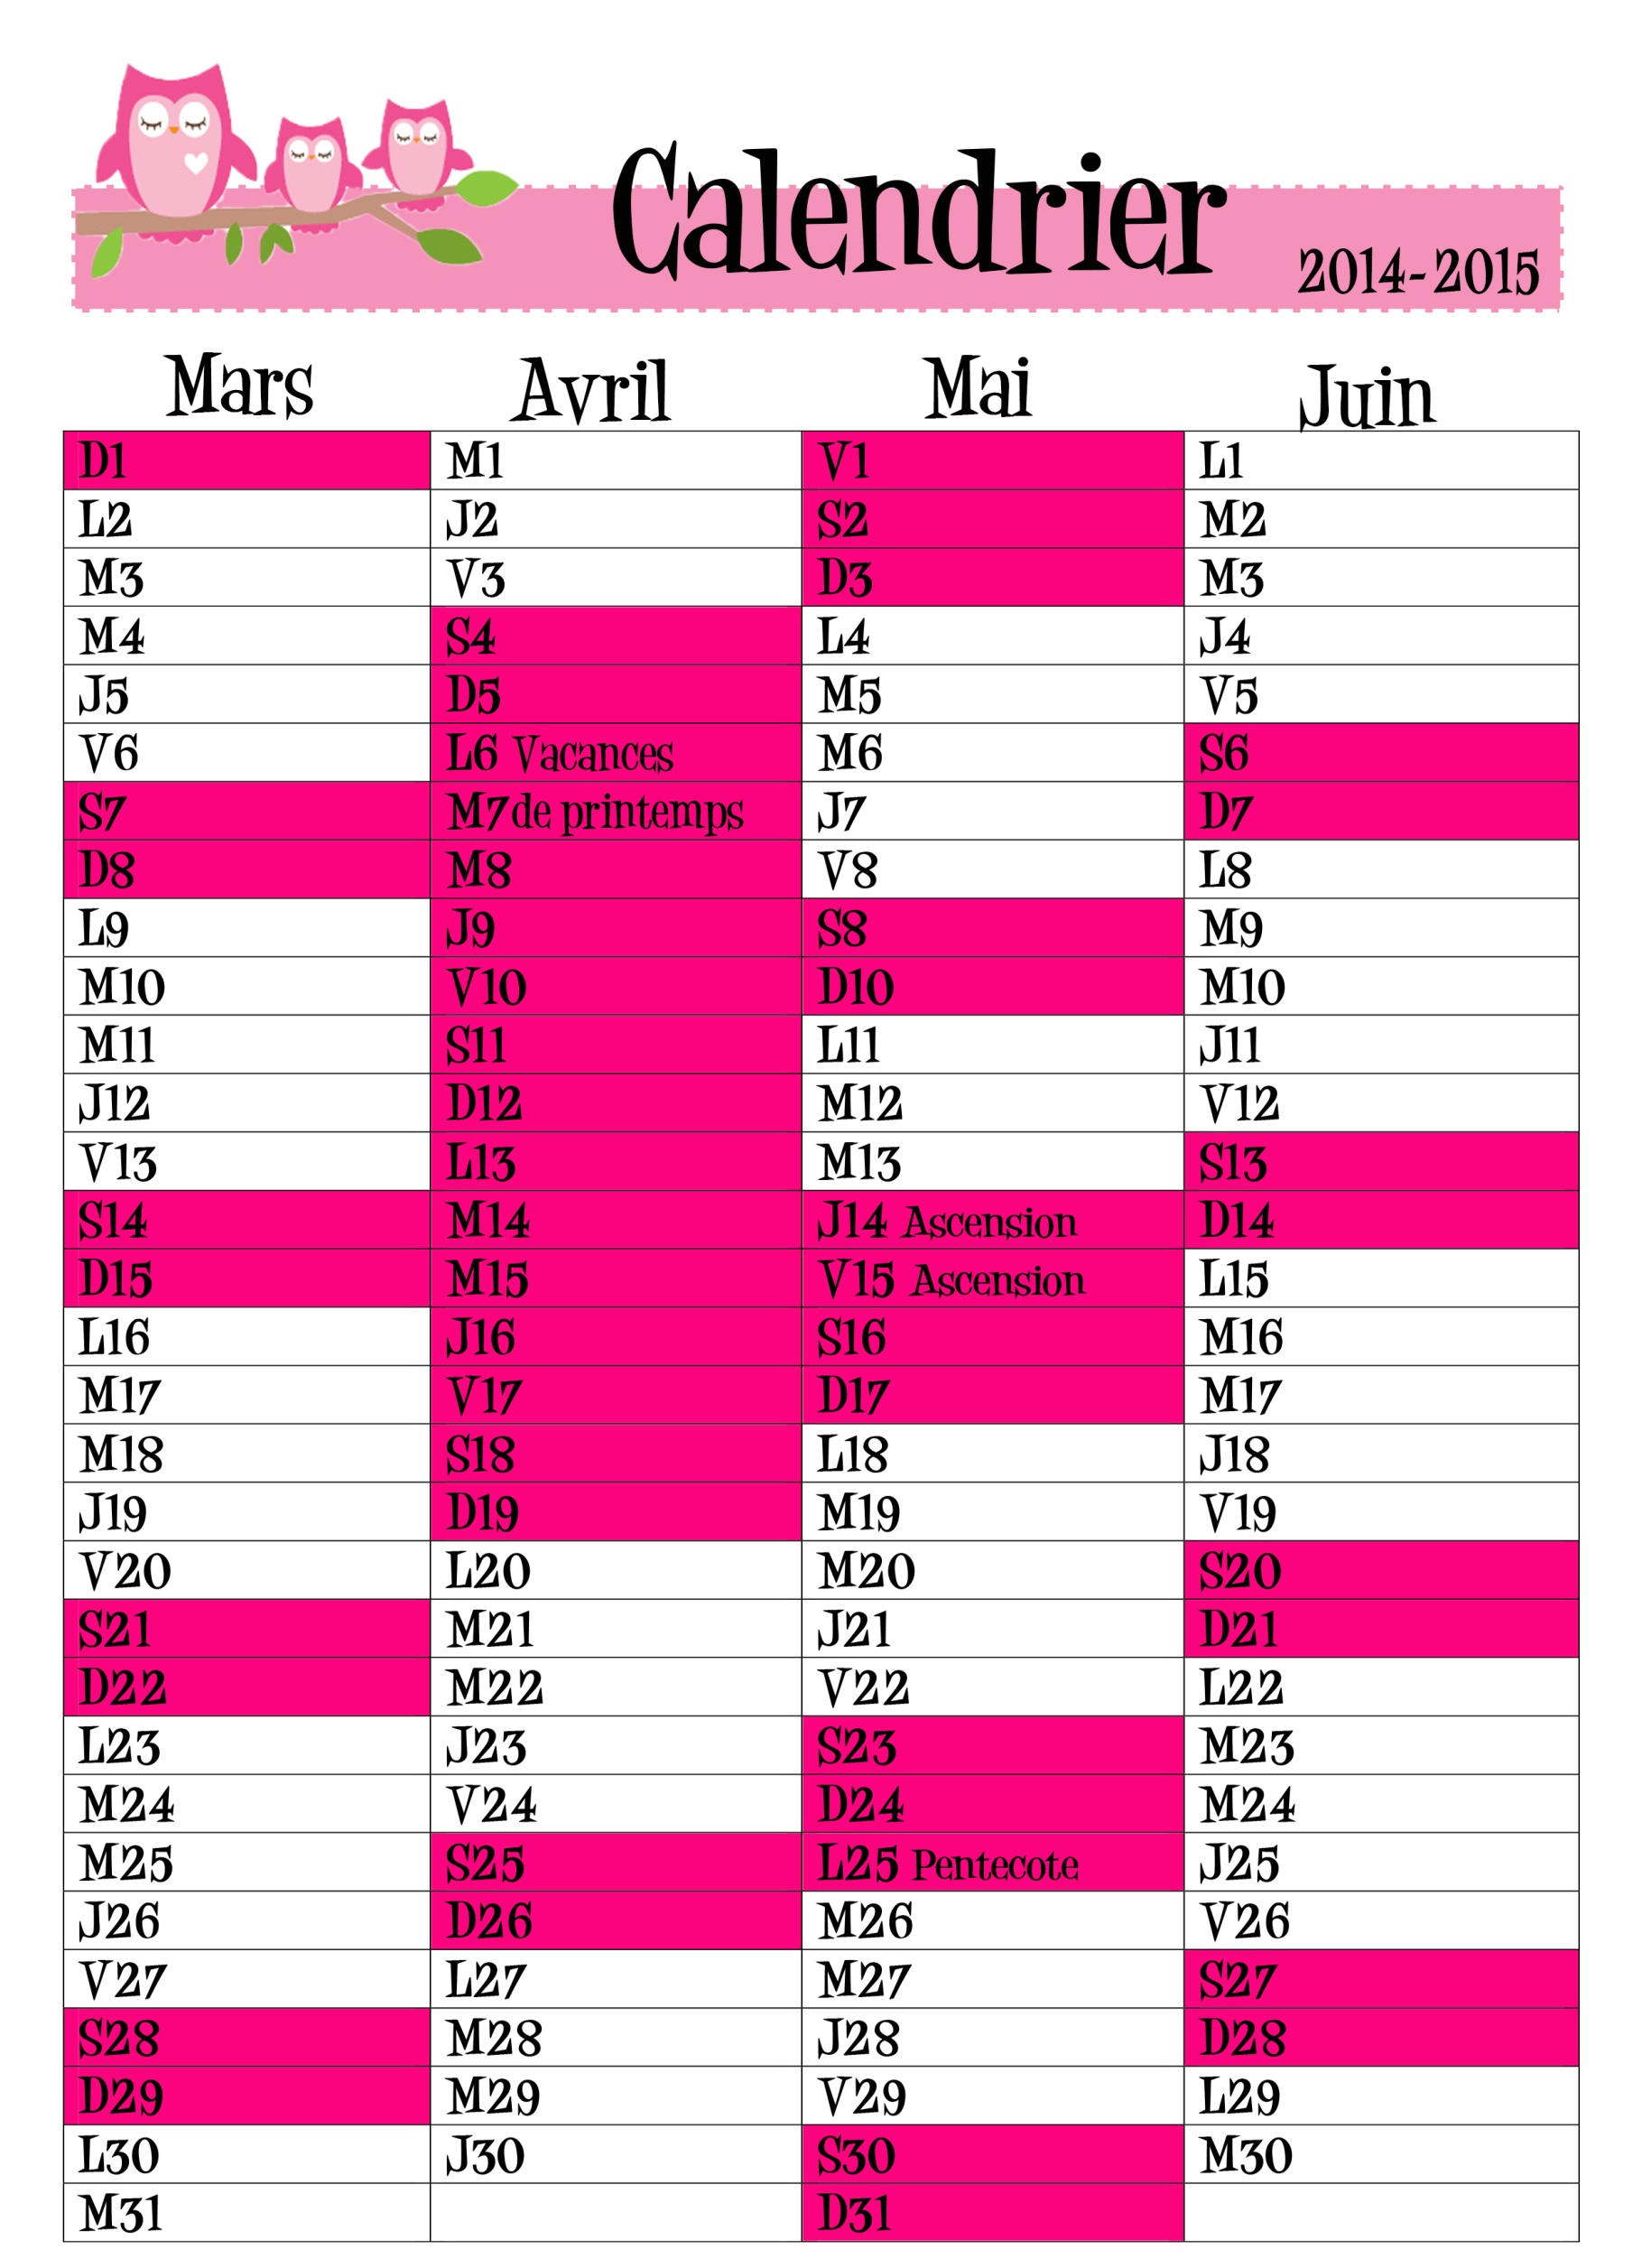 Calendrier
2014-2015
Mars Avril Mai Juin
D1 M1 V1 L1
L2 J2 S2 M2
M3 V3 D3 M3
M4 S4 L4 J4
J5 D5 M5 V5
V6 L6 Vacances M6 S6
S7 M7 de printemps J7 D7
D8 M8 V8 L8
L9 J9 S8 M9
M10 V10 D10 M10
M11 S11 L11 J11
J12 D12 M12 V12
V13 L13 M13 S13
S14 M14 J14 Ascension D14
D15 M15 V15 Ascension L15
L16 J16 S16 M16
M17 V17 D17 M17
M18 S18 L18 J18
J19 D19 M19 V19
V20 L20 M20 S20
S21 M21 J21 D21
D22 M22 V22 L22
L23 J23 S23 M23
M24 V24 D24 M24
M25 S25 L25 Pentecote J25
J26 D26 M26 V26
V27 L27 M27 S27
S28 M28 J28 D28
D29 M29 V29 L29
L30 J30 S30 M30
M31 D31